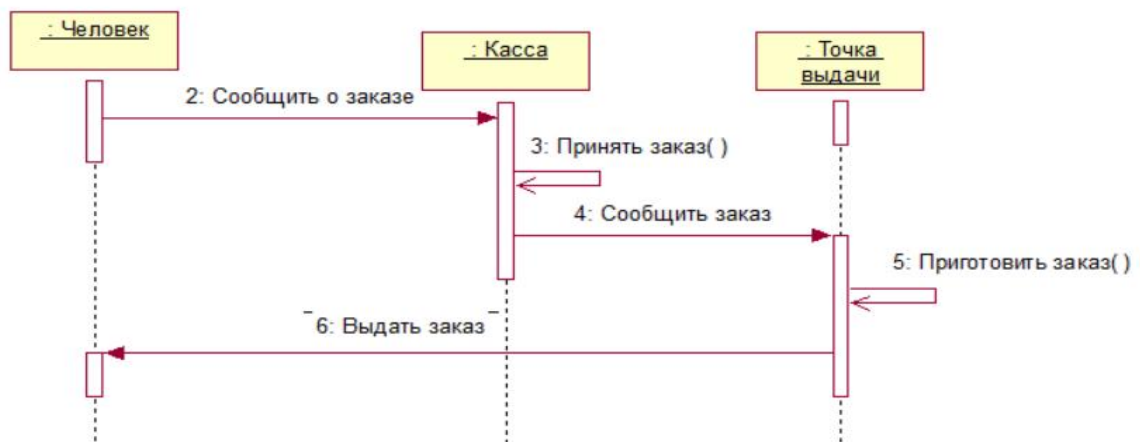 : Человек
: Касса
: Точка
выдачи
2: Сообщить о заказе
3: Принять заказ( )
4: Сообщить заказ
5: Приготовить заказ( )
6: Выдать заказ